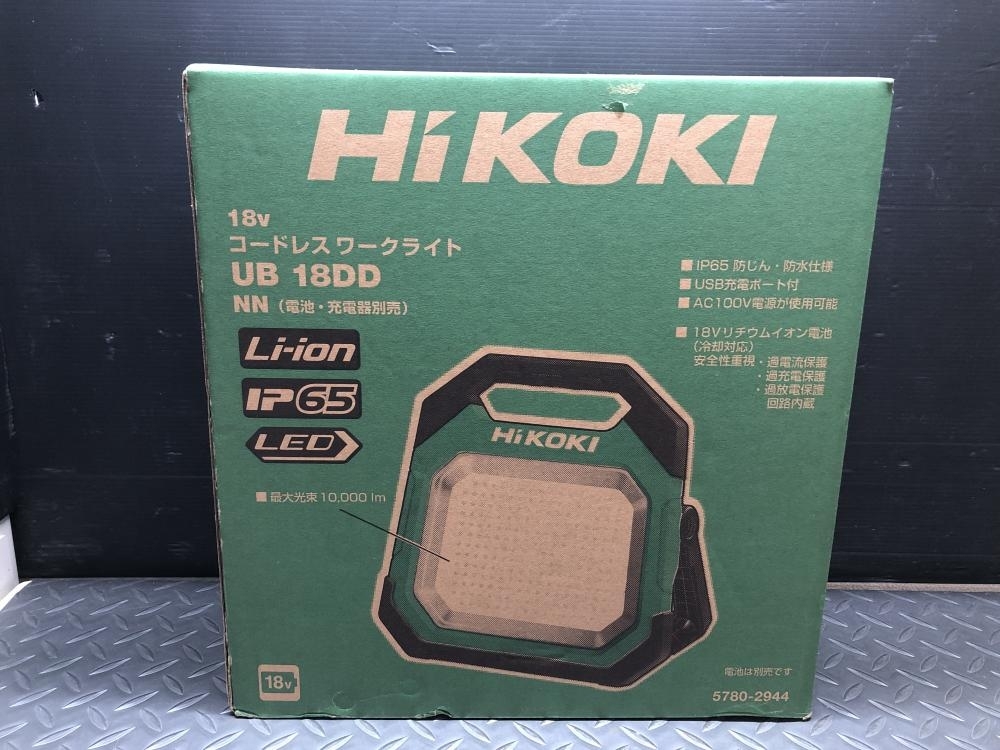 HiKOKI
18v
コードレス ワークライト
UB 18DD
NN (電池・充電器別売)
Li-ion
IP65
LED
■最大光束 10,000 lm
■IP65 防じん・防水仕様
■USB充電ポート付
■AC100V電源が使用可能
■18Vリチウムイオン電池
(冷却対応)
安全性重視・過電流保護
・過充電保護
・過放電保護
回路内蔵
HiKOKI
18v
電池は別売です
5780-2944